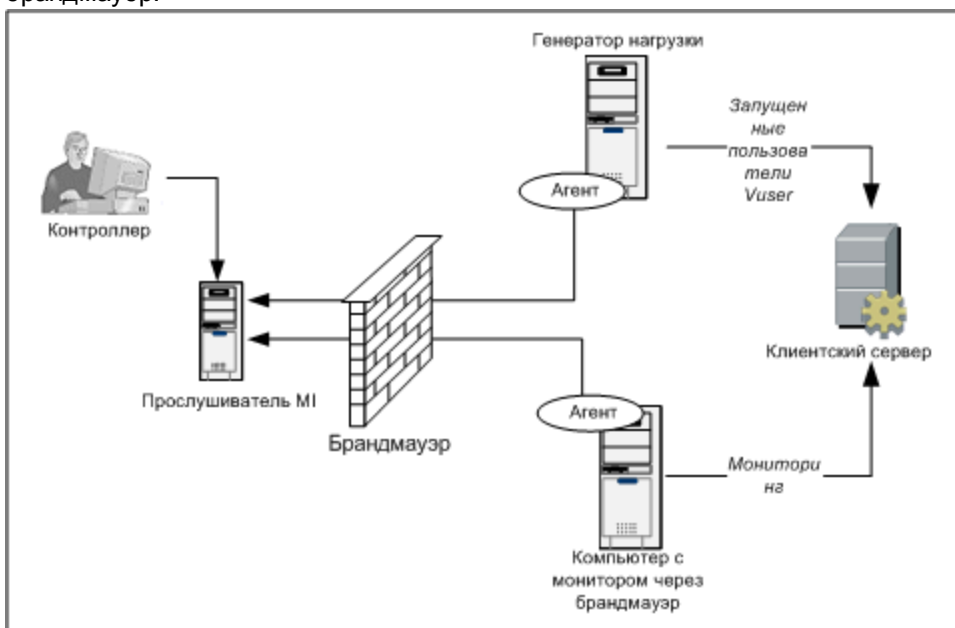 брандмауэр.
Генератор нагрузки
Запущен
ные
пользова
тели
Vuser
Агент
Контроллер
Клиентский сервер
Прослушиватель MI
Агент
Брандмауэр
Монитори
нг
Компьютер с
монитором через
брандмауэр